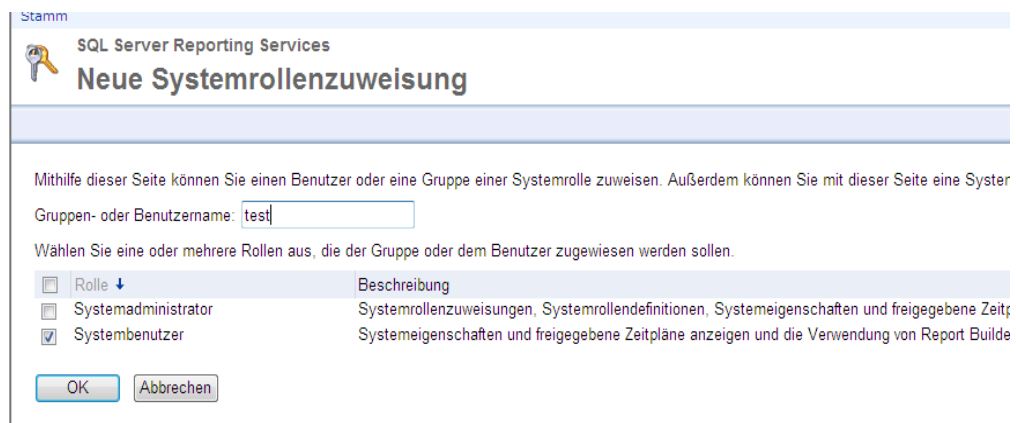 Stamm
SQL Server Reporting Services
Neue Systemrollenzuweisung
Mithilfe dieser Seite können Sie einen Benutzer oder eine Gruppe einer Systemrolle zuweisen. Außerdem können Sie mit dieser Seite eine System
Gruppen- oder Benutzername: test
Wählen Sie eine oder mehrere Rollen aus, die der Gruppe oder dem Benutzer zugewiesen werden sollen.
Rolle Beschreibung
Systemadministrator Systemrollenzuweisungen, Systemrollendefinitionen, Systemeigenschaften und freigegebene Zeitp
Systembenutzer Systemeigenschaften und freigegebene Zeitpläne anzeigen und die Verwendung von Report Builde
OK Abbrechen